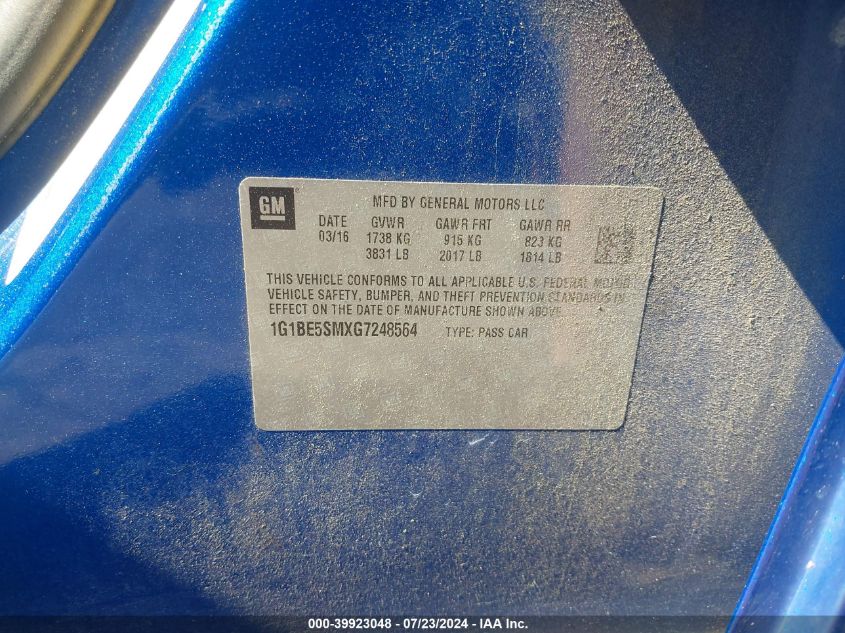 GM®
MFD BY GENERAL MOTORS LLC
DATE GVWR GAWR FRT GAWR RR
03/16 1738 KG 915 KG 823 KG
3831 LB 2017 LB 1814 LB
THIS VEHICLE CONFORMS TO ALL APPLICABLE U.S. FEDERAL MOTOR
VEHICLE SAFETY, BUMPER, AND THEFT PREVENTION STANDARDS IN
EFFECT ON THE DATE OF MANUFACTURE SHOWN ABOVE.
1G1BE5SMXG7248564 TYPE: PASS CAR
000-39923048 - 07/23/2024 - IAA Inc.